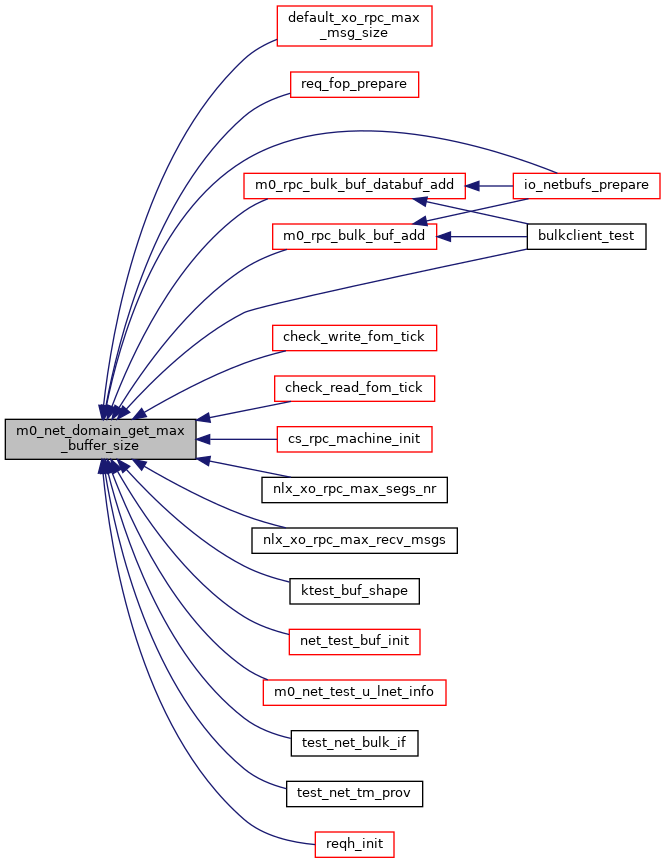 default_xo_rpc_max
_msg_size
req_fop_prepare
m0_rpc_bulk_buf_databuf_add
io_netbufs_prepare
m0_rpc_bulk_buf_add
bulkclient_test
check_write_fom_tick
check_read_fom_tick
m0_net_domain_get_max
_buffer_size
cs_rpc_machine_init
nlx_xo_rpc_max_segs_nr
nlx_xo_rpc_max_recv_msgs
ktest_buf_shape
net_test_buf_init
m0_net_test_u_lnet_info
test_net_bulk_if
test_net_tm_prov
reqh_init